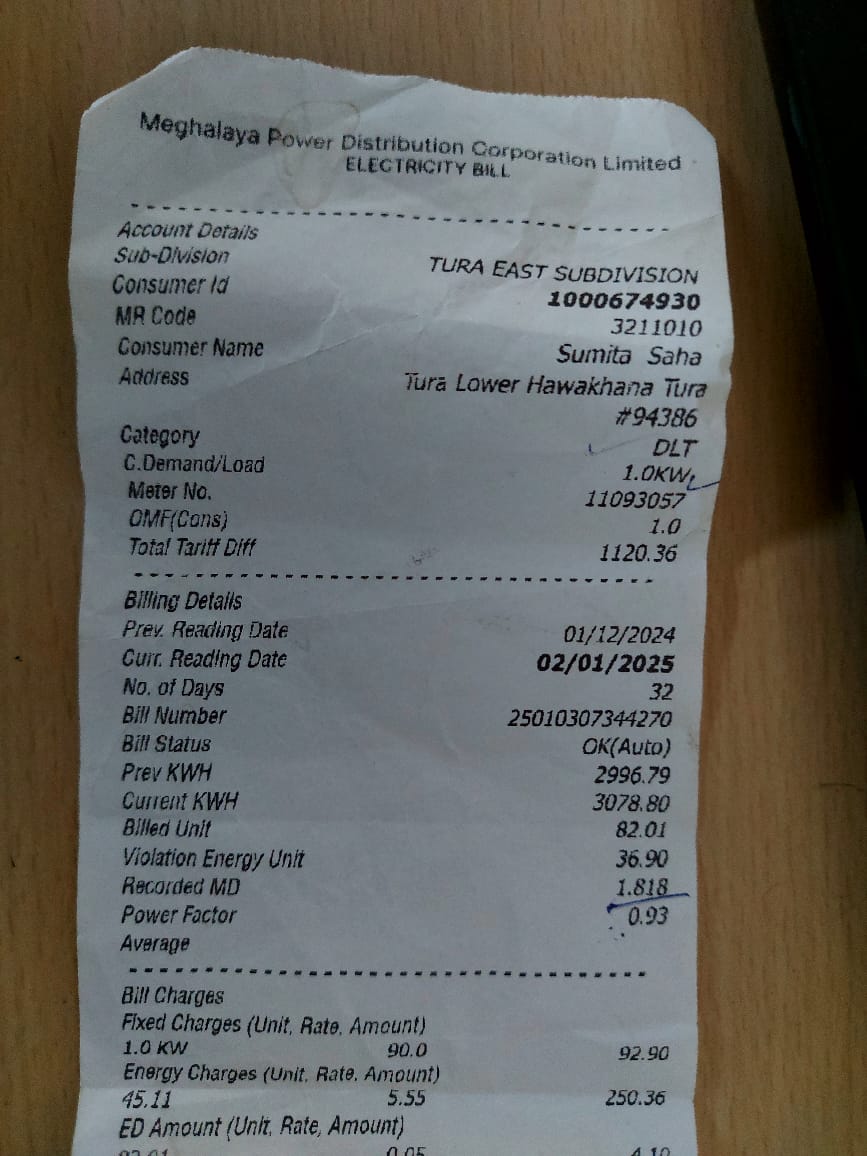 Meghalaya Power Distribution Corporation Limited
ELECTRICITY BILL
Account Details
Sub-Division TURA EAST SUBDIVISION
Consumer Id 1000674930
MR Code 3211010
Consumer Name Sumita Saha
Address Tura Lower Hawakhana Tura
#94386
Category DLT
C.Demand/Load 1.0KW
Meter No. 11093057
OMF(Cons) 1.0
Total Tariff Diff 1120.36
Billing Details
Prev. Reading Date 01/12/2024
Curr. Reading Date 02/01/2025
No. of Days 32
Bill Number 25010307344270
Bill Status OK(Auto)
Prev KWH 2996.79
Current KWH 3078.80
Billed Unit 82.01
Violation Energy Unit 36.90
Recorded MD 1.818
Power Factor 0.93
Average
Bill Charges
Fixed Charges (Unit, Rate, Amount)
1.0 KW 90.0 92.90
Energy Charges (Unit, Rate, Amount)
45.11 5.55 250.36
ED Amount (Unit, Rate, Amount)
82.01 0.05 4.10